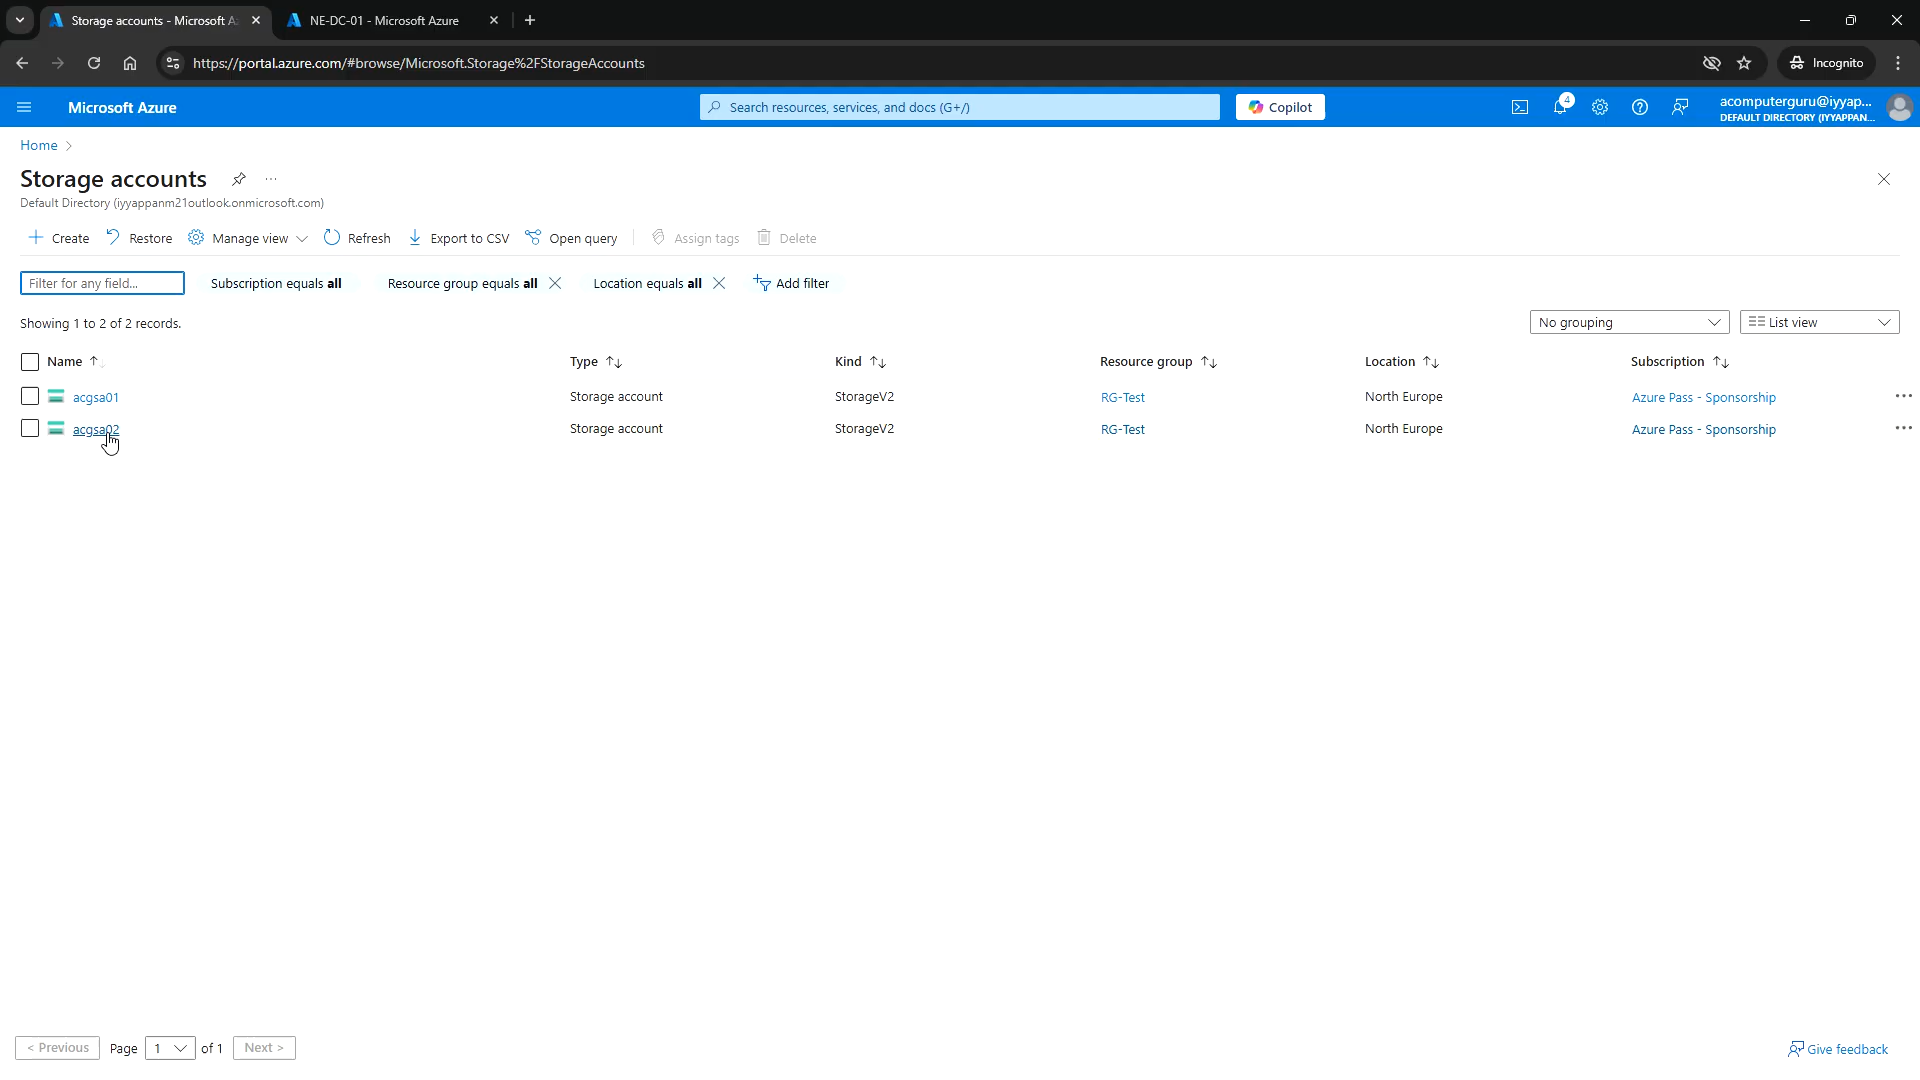 Storage accounts - Microsoft A
NE-DC-01 - Microsoft Azure
https://portal.azure.com/#browse/Microsoft.Storage%2FStorageAccounts
Incognito
Microsoft Azure
Search resources, services, and docs (G+/)
Copilot
4
acomputerguru@iyyap...
DEFAULT DIRECTORY (IYYAPPAN....
Home
Storage accounts
Default Directory (iyyappanm21outlook.onmicrosoft.com)
Create
Restore
Manage view
Refresh
Export to CSV
Open query
Assign tags
Delete
Filter for any field...
Subscription equals all
Resource group equals all
Location equals all
Add filter
Showing 1 to 2 of 2 records.
No grouping
List view
Name Type Kind Resource group Location Subscription
acgsa01 Storage account StorageV2 RG-Test North Europe Azure Pass - Sponsorship
acgsa02 Storage account StorageV2 RG-Test North Europe Azure Pass - Sponsorship
< Previous Page 1 of 1 Next >
Give feedback